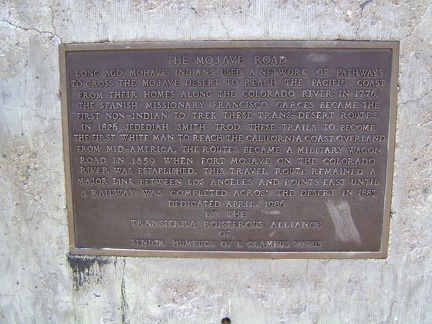 THE MOJAVE ROAD
LONG AGO MOHAVE INDIANS USED A NETWORK OF PATHWAYS
TO CROSS THE MOJAVE DESERT TO REACH THE PACIFIC COAST
FROM THEIR HOMES ALONG THE COLORADO RIVER. IN 1776,
THE SPANISH MISSIONARY FRANCISCO GARCES BECAME THE
FIRST NON-INDIAN TO TREK THESE TRANS-DESERT ROUTES.
IN 1826 JEDEDIAH SMITH TROD THESE TRAILS TO BECOME
THE FIRST WHITE MAN TO REACH THE CALIFORNIA COAST OVERLAND
FROM MID-AMERICA. THE ROUTES BECAME A MILITARY WAGON
ROAD IN 1859 WHEN FORT MOJAVE ON THE COLORADO
RIVER WAS ESTABLISHED. THIS TRAVEL ROUTE REMAINED A
MAJOR LINK BETWEEN LOS ANGELES AND POINTS EAST UNTIL
A RAILWAY WAS COMPLETED ACROSS THE DESERT IN 1883
DEDICATED APRIL, 1986
BY THE
TRANSIERRA ROISTEROUS ALLIANCE
OF
SENIOR HUMBUGS OF E CLAMPUS VITUS